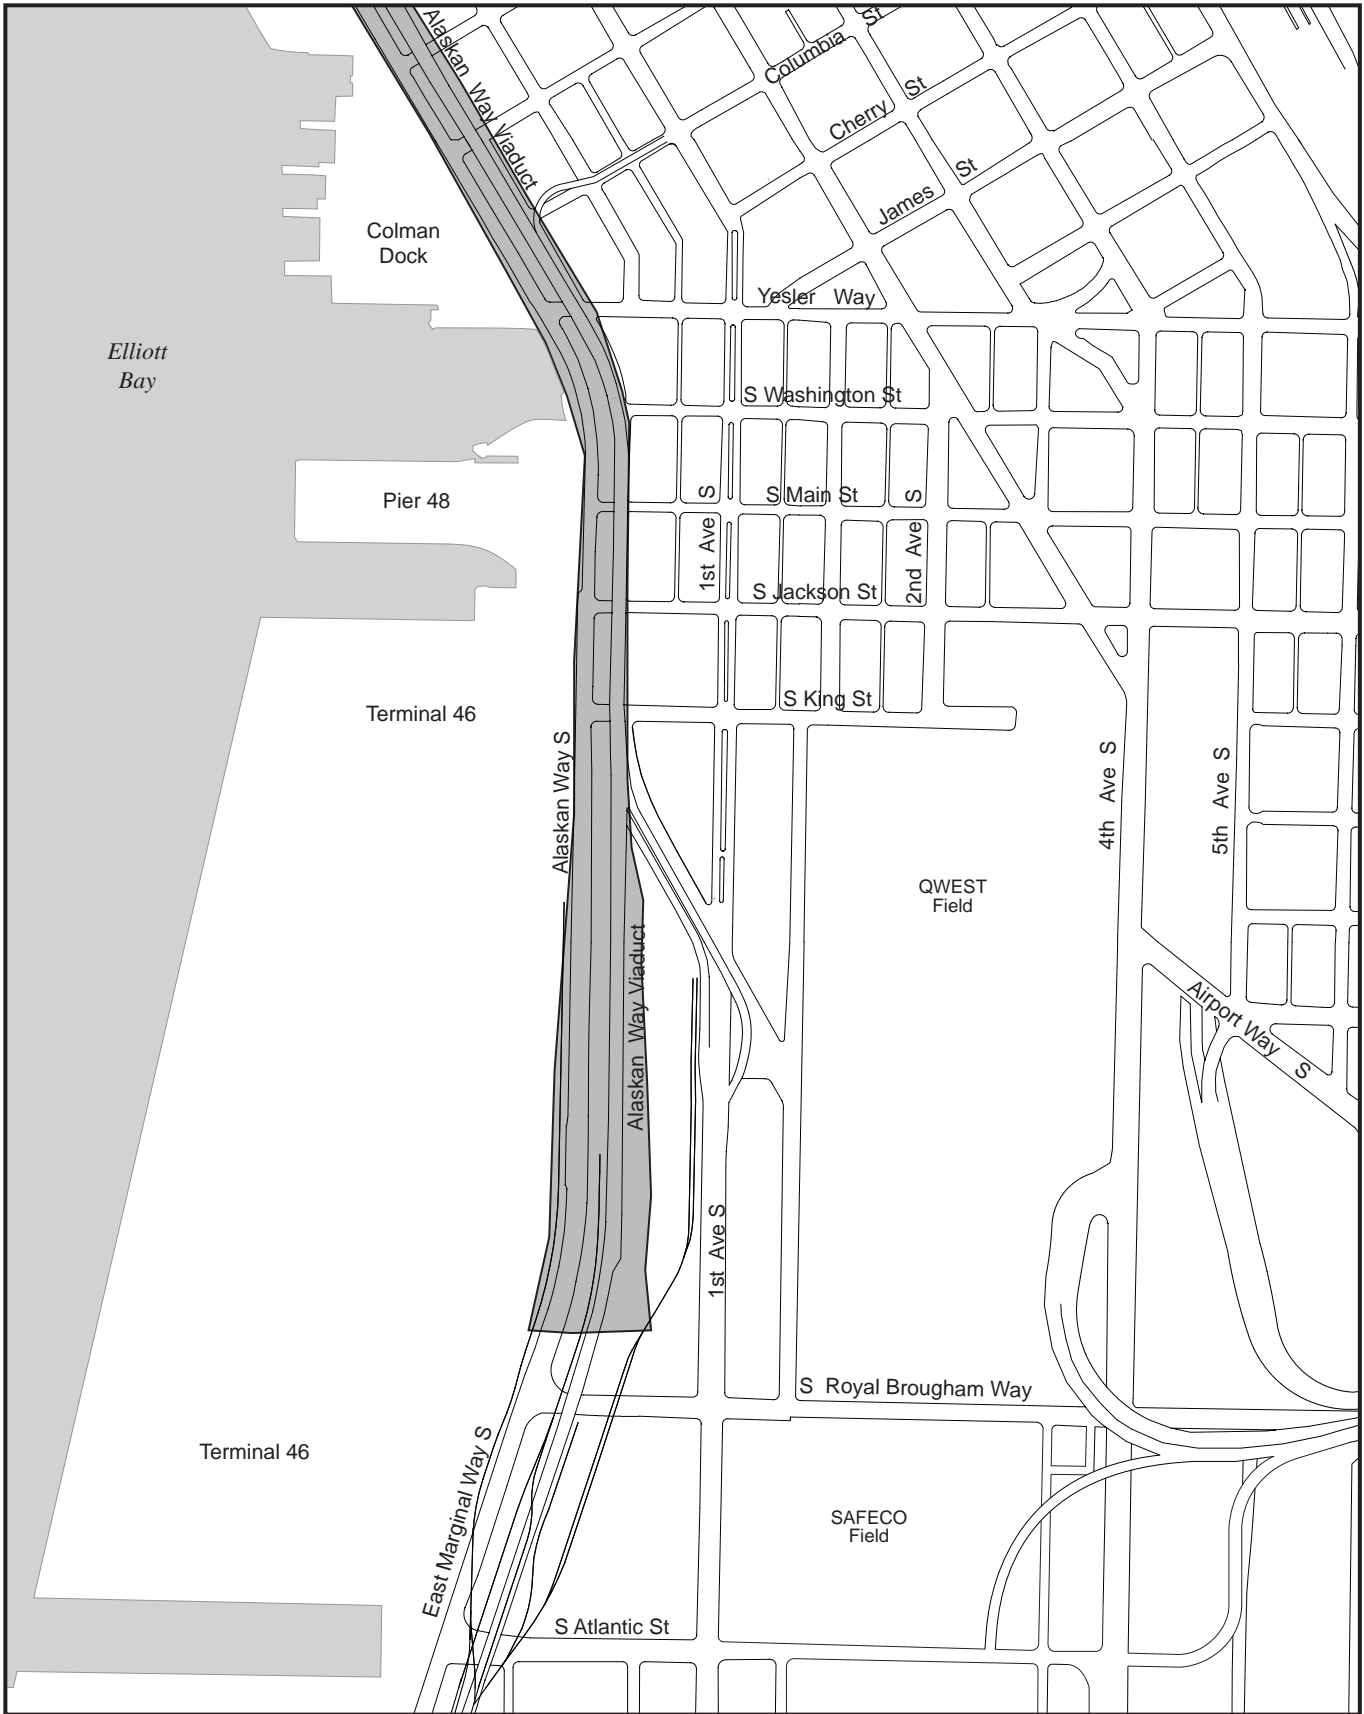 Alaskan Way Viaduct
Columbia St
Cherry St
James St
Colman
Dock
Yesler Way
Elliott
Bay
S Washington St
Pier 48
S Main St
1st Ave S
2nd Ave S
S Jackson St
S King St
Terminal 46
Alaskan Way S
4th Ave S
5th Ave S
QWEST
Field
Alaskan Way Viaduct
Airport Way S
1st Ave S
S Royal Brougham Way
Terminal 46
East Marginal Way S
SAFECO
Field
S Atlantic St